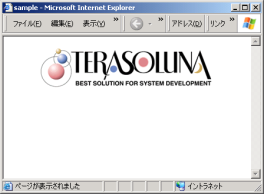 sample - Microsoft Internet Explorer
ファイル(F) 編集(E) 表示(V) » » アドレス(D) リンク »
TERASOLUNA
BEST SOLUTION FOR SYSTEM DEVELOPMENT
ページが表示されました イントラネット